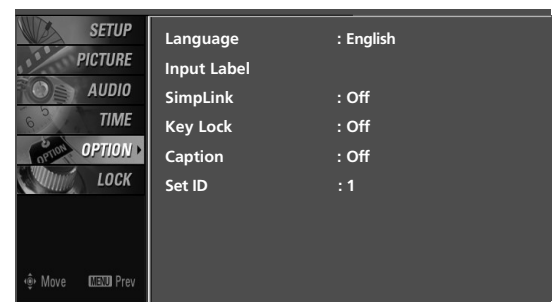 SETUP
PICTURE
AUDIO
TIME
OPTION
LOCK
Move MENU Prev
Language : English
Input Label
SimpLink : Off
Key Lock : Off
Caption : Off
Set ID : 1